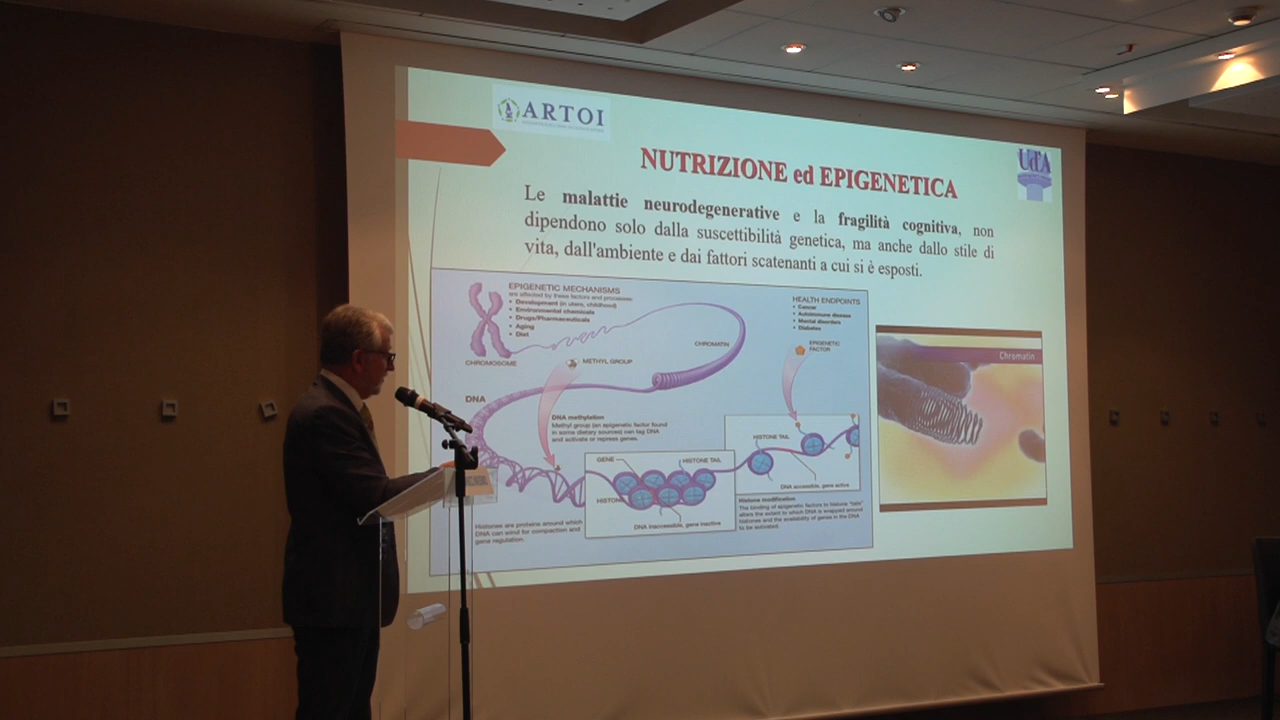 ARTOI
Ud'A
NUTRIZIONE ed EPIGENETICA
Le malattie neurodegenerative e la fragilità cognitiva, non
dipendono solo dalla suscettibilità genetica, ma anche dallo stile di
vita, dall'ambiente e dai fattori scatenanti a cui si è esposti.
EPIGENETIC MECHANISMS
are affected by these factors and processes:
• Development (in utero, childhood)
• Environmental chemicals
• Drugs/Pharmaceuticals
• Aging
• Diet
CHROMOSOME
METHYL GROUP
CHROMATIN
HEALTH ENDPOINTS
• Cancer
• Autoimmune disease
• Mental disorders
• Diabetes
EPIGENETIC
FACTOR
Chromatin
DNA
DNA methylation
Methyl group (an epigenetic factor found
in some dietary sources) can tag DNA
and activate or repress genes.
HISTONE TAIL
DNA accessible, gene active
GENE
HISTONE TAIL
HISTONE
DNA inaccessible, gene inactive
Histones are proteins around which
DNA can wind for compaction and
gene regulation.
Histone modification
The binding of epigenetic factors to histone "tails"
alters the extent to which DNA is wrapped around
histones and the availability of genes in the DNA
to be activated.